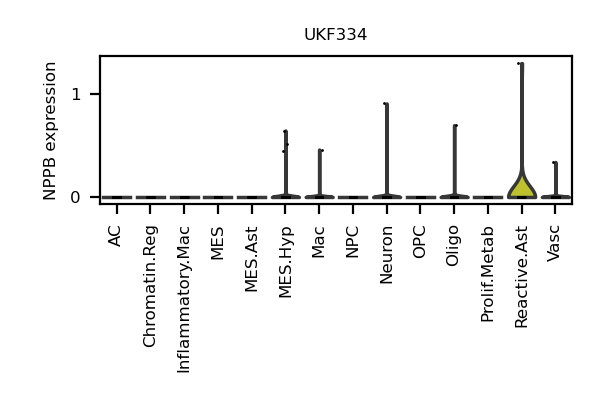 UKF334
NPPB expression
1
0
AC
Chromatin.Reg
Inflammatory.Mac
MES
MES.Ast
MES.Hyp
Mac
NPC
Neuron
OPC
Oligo
Prolif.Metab
Reactive.Ast
Vasc